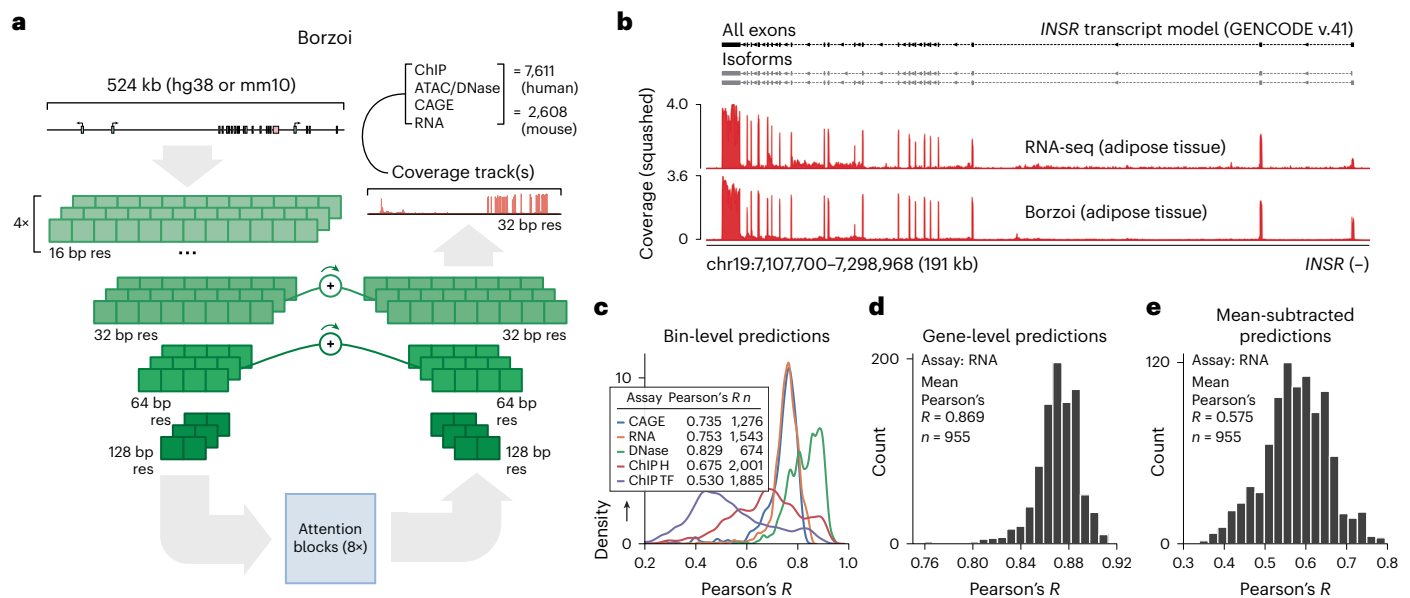 a
Borzoi
524 kb (hg38 or mm10)
ChIP
ATAC/DNase
CAGE
RNA
= 7,611
(human)
= 2,608
(mouse)
Coverage track(s)
32 bp res
4×
16 bp res
...
+
32 bp res
32 bp res
+
64 bp
res
64 bp
res
128 bp
res
128 bp
res
Attention
blocks (8×)
b
All exons
INSR transcript model (GENCODE v.41)
Isoforms
Coverage (squashed)
4.0
RNA-seq (adipose tissue)
3.6
Borzoi (adipose tissue)
0
chr19:7,107,700–7,298,968 (191 kb)
INSR (–)
c
Bin-level predictions
10
Assay Pearson's R n
CAGE 0.735 1,276
RNA 0.753 1,543
DNase 0.829 674
ChIP H 0.675 2,001
ChIP TF 0.530 1,885
Density
0
0.2 0.4 0.6 0.8 1.0
Pearson's R
d
Gene-level predictions
200
Assay: RNA
Mean
Pearson's
R = 0.869
n = 955
Count
0
0.76 0.80 0.84 0.88 0.92
Pearson's R
e
Mean-subtracted
predictions
120
Assay: RNA
Mean
Pearson's
R = 0.575
n = 955
Count
0
0.3 0.4 0.5 0.6 0.7 0.8
Pearson's R